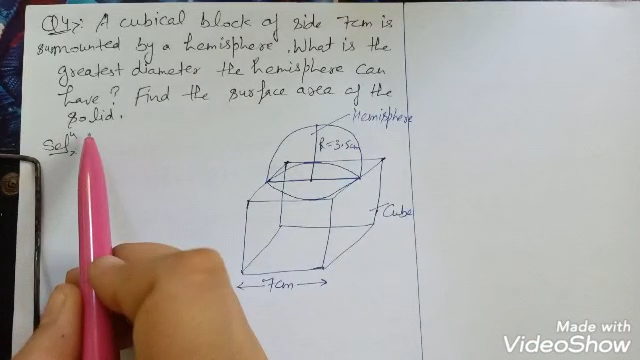 Q4: A cubical block of side 7cm is
surmounted by a hemisphere. What is the
greatest diameter the hemisphere can
have? Find the surface area of the
solid.
Hemisphere
Solⁿ
R=3.5cm
Cube
7cm
Made with
VideoShow